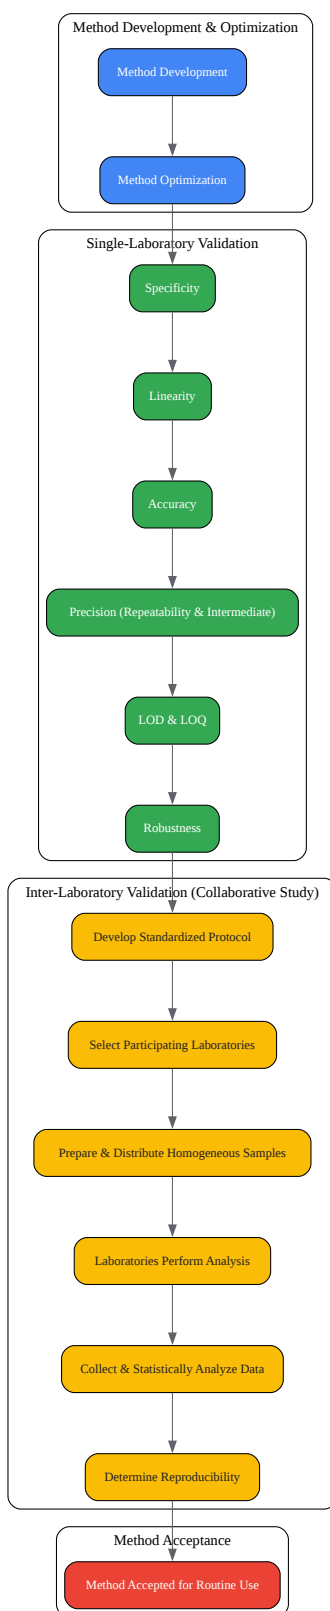 Method Development & Optimization
Method Development
Method Optimization
Single-Laboratory Validation
Specificity
Linearity
Accuracy
Precision (Repeatability & Intermediate)
LOD & LOQ
Robustness
Inter-Laboratory Validation (Collaborative Study)
Develop Standardized Protocol
Select Participating Laboratories
Prepare & Distribute Homogeneous Samples
Laboratories Perform Analysis
Collect & Statistically Analyze Data
Determine Reproducibility
Method Acceptance
Method Accepted for Routine Use